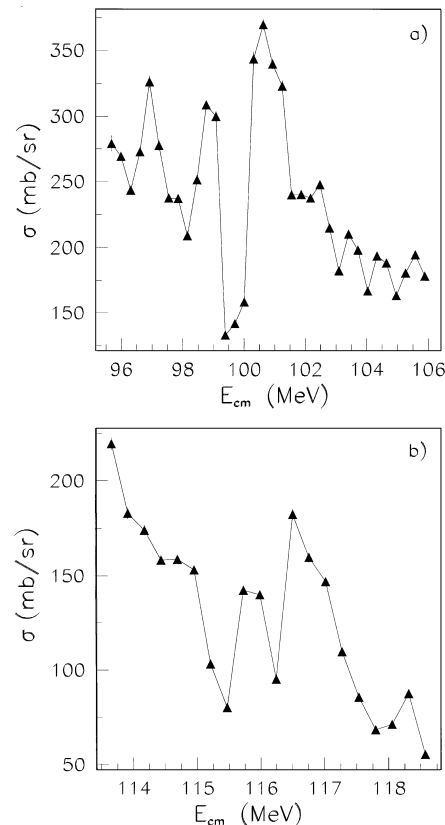 a)
350
300
250
200
150
σ (mb/sr)
96 98 100 102 104 106
E_cm (MeV)
b)
200
150
100
50
σ (mb/sr)
114 115 116 117 118
E_cm (MeV)